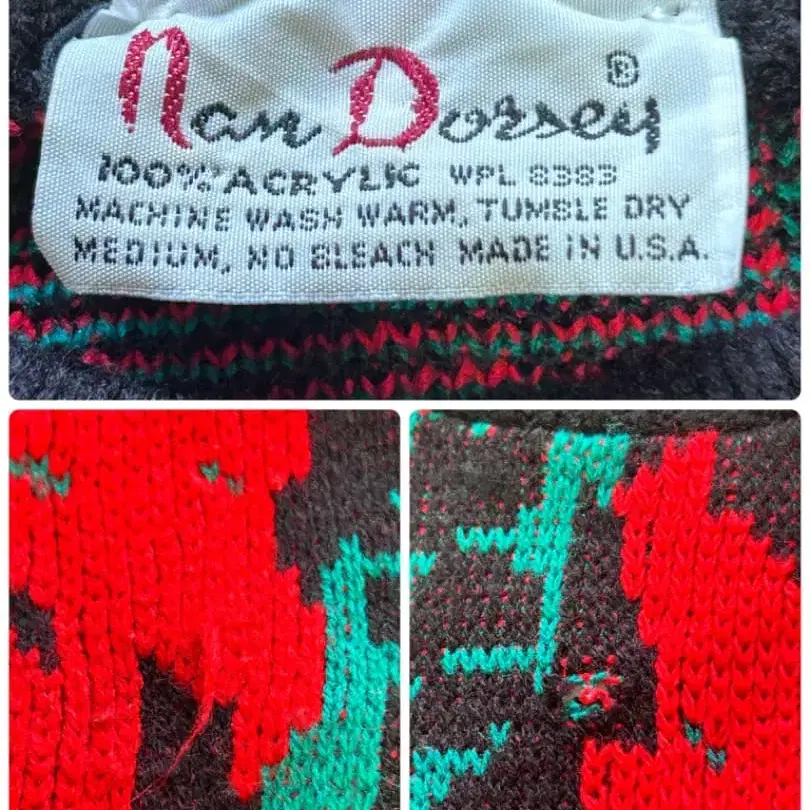 Nan Dorsey ®
100% ACRYLIC WPL 8383
MACHINE WASH WARM, TUMBLE DRY
MEDIUM, NO BLEACH MADE IN U.S.A.